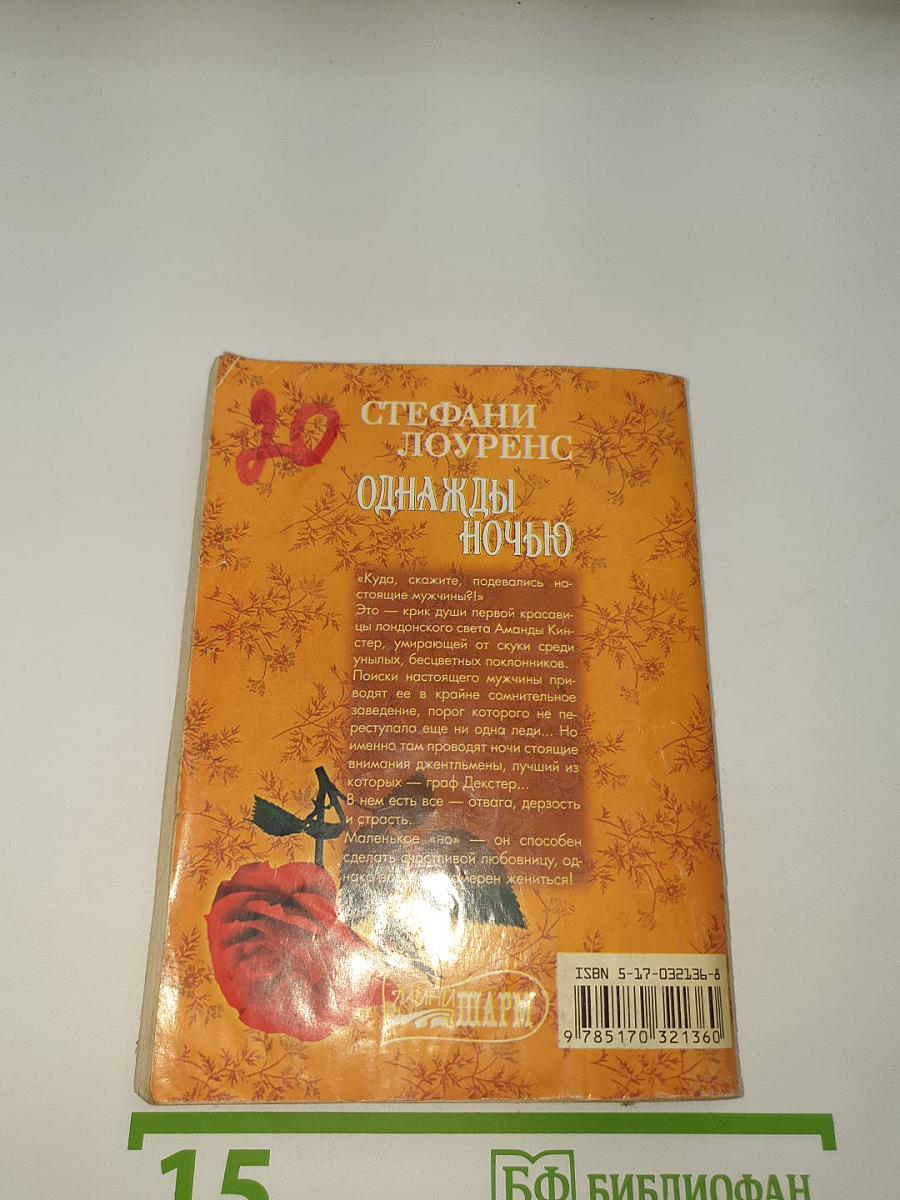 20
СТЕФАНИ
ЛОУРЕНС
ОДНАЖДЫ
НОЧЬЮ
«Куда, скажите, подевались на-
стоящие мужчины?!»
Это — крик души первой красави-
цы лондонского света Аманды Кин-
стер, умирающей от скуки среди
унылых, бесцветных поклонников.
Поиски настоящего мужчины при-
водят ее в крайне сомнительное
заведение, порог которого не пе-
реступала еще ни одна леди... Но
именно там проводят ночи стоящие
внимания джентльмены, лучший из
которых — граф Декстер...
В нем есть все — отвага, дерзость
и страсть.
Маленькое «но» — он способен
сделать счастливой любовницу, од-
нако жениться!
мини
ШАРМ
ISBN 5-17-032136-8
9 785170 321360
15
БФ БИБЛИОФАН